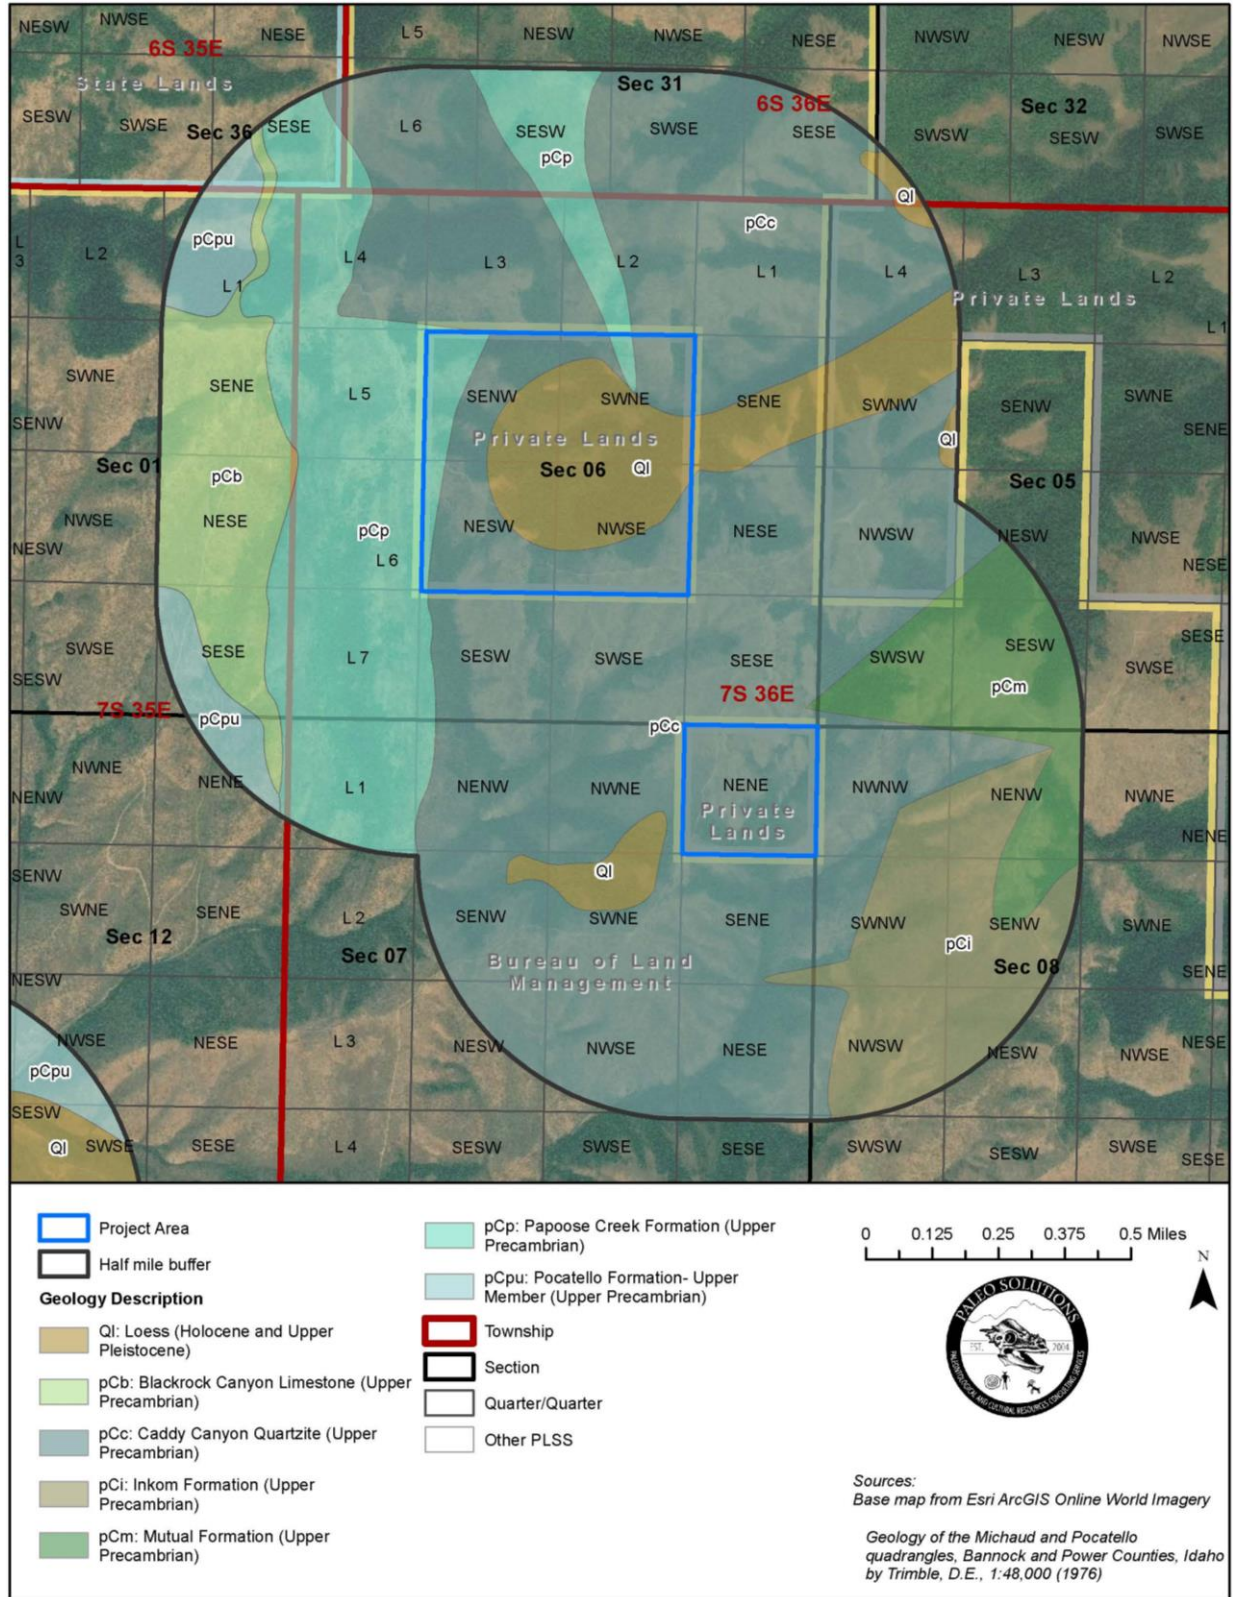 NESW NWSE NESE L 5 NESW NWSE NESE NWSW NESW NWSE
6S 35E
State Lands Sec 31 6S 36E Sec 32
SESW SWSE Sec 36 SESE L 6 SESW SWSE SESE SWSW SESW SWSE
pCp
Ql
pCpu pCc
L 3 L 2 L 1 L 4 L 3 L 2 L 1 L 4 L 3 L 2
Private Lands
L 1
SWNE SENE L 5 SENW SWNE SENE SWNW SENW SWNE
SENW Private Lands Ql SENE
Sec 01 pCb Sec 06 Ql Sec 05
NWSE NESE pCp NESW NWSE NESE NWSW NESW NWSE
NESW L 6 NESE
SWSE SESE L 7 SESW SWSE SESE SWSW SESW SWSE SESE
SESW 7S 36E pCm
7S 35E pCpu pCc
NWNE NENE L 1 NENW NWNE NENE NWNW NENW NWNE
NENW Private
Lands
NENE
SENW Ql
SWNE SENE L 2 SENW SWNE SENE SWNW SENW SWNE
Sec 12 Sec 07 pCi
Bureau of Land
Management Sec 08 SENE
NESW
NWSE NESE L 3 NESW NWSE NESE NWSW NESW NWSE NESE
pCpu
SESW
Ql SWSE SESE L 4 SESW SWSE SESE SWSW SESW SWSE SESE
Project Area
Half mile buffer
Geology Description
Ql: Loess (Holocene and Upper
Pleistocene)
pCb: Blackrock Canyon Limestone (Upper
Precambrian)
pCc: Caddy Canyon Quartzite (Upper
Precambrian)
pCi: Inkom Formation (Upper
Precambrian)
pCm: Mutual Formation (Upper
Precambrian)
pCp: Papoose Creek Formation (Upper
Precambrian)
pCpu: Pocatello Formation- Upper
Member (Upper Precambrian)
Township
Section
Quarter/Quarter
Other PLSS
0 0.125 0.25 0.375 0.5 Miles
N
PALEO SOLUTIONS
EST. 2004
PALEONTOLOGICAL AND CULTURAL RESOURCES CONSULTING SERVICES
Sources:
Base map from Esri ArcGIS Online World Imagery
Geology of the Michaud and Pocatello
quadrangles, Bannock and Power Counties, Idaho
by Trimble, D.E., 1:48,000 (1976)